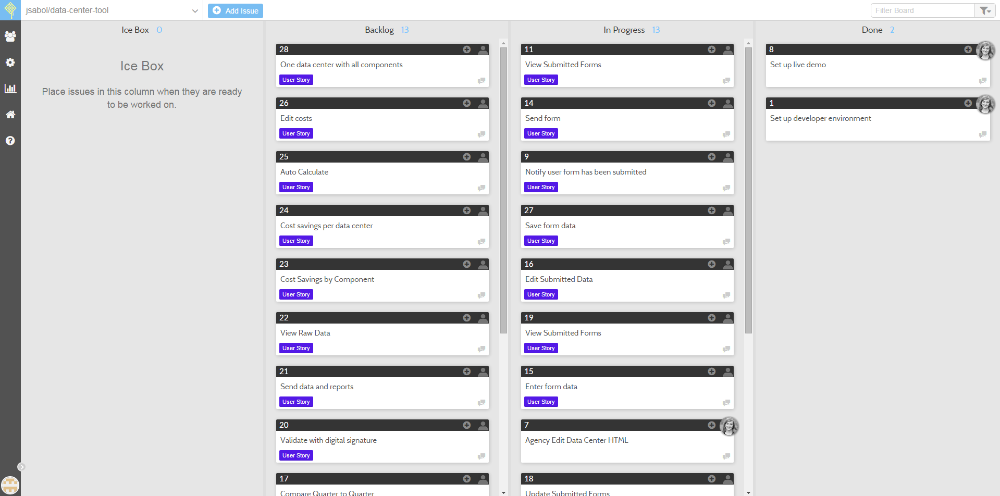 jsabol/data-center-tool
Add Issue
Filter Board
Ice Box 0
Ice Box
Place issues in this column when they are ready
to be worked on.
Backlog 13
28
One data center with all components
User Story
26
Edit costs
User Story
25
Auto Calculate
User Story
24
Cost savings per data center
User Story
23
Cost Savings by Component
User Story
22
View Raw Data
User Story
21
Send data and reports
User Story
20
Validate with digital signature
User Story
17
Compare Quarter to Quarter
In Progress 13
11
View Submitted Forms
User Story
14
Send form
User Story
9
Notify user form has been submitted
User Story
27
Save form data
User Story
16
Edit Submitted Data
User Story
19
View Submitted Forms
User Story
15
Enter form data
User Story
7
Agency Edit Data Center HTML
18
Update Submitted Forms
Done 2
8
Set up live demo
1
Set up developer environment